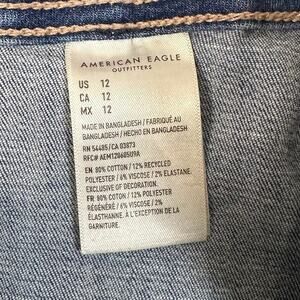 AMERICAN EAGLE
OUTFITTERS
US 12
CA 12
MX 12
MADE IN BANGLADESH / FABRIQUÉ AU
BANGLADESH / HECHO EN BANGLADESH
RN 54485/CA 03873
RFC# AEM120605U9A
EN 80% COTTON / 12% RECYCLED
POLYESTER / 6% VISCOSE / 2% ELASTANE.
EXCLUSIVE OF DECORATION.
FR 80% COTON / 12% POLYESTER
RÉGÉNÉRÉ / 6% VISCOSE / 2%
ÉLASTHANNE. À L'EXCEPTION DE LA
GARNITURE.